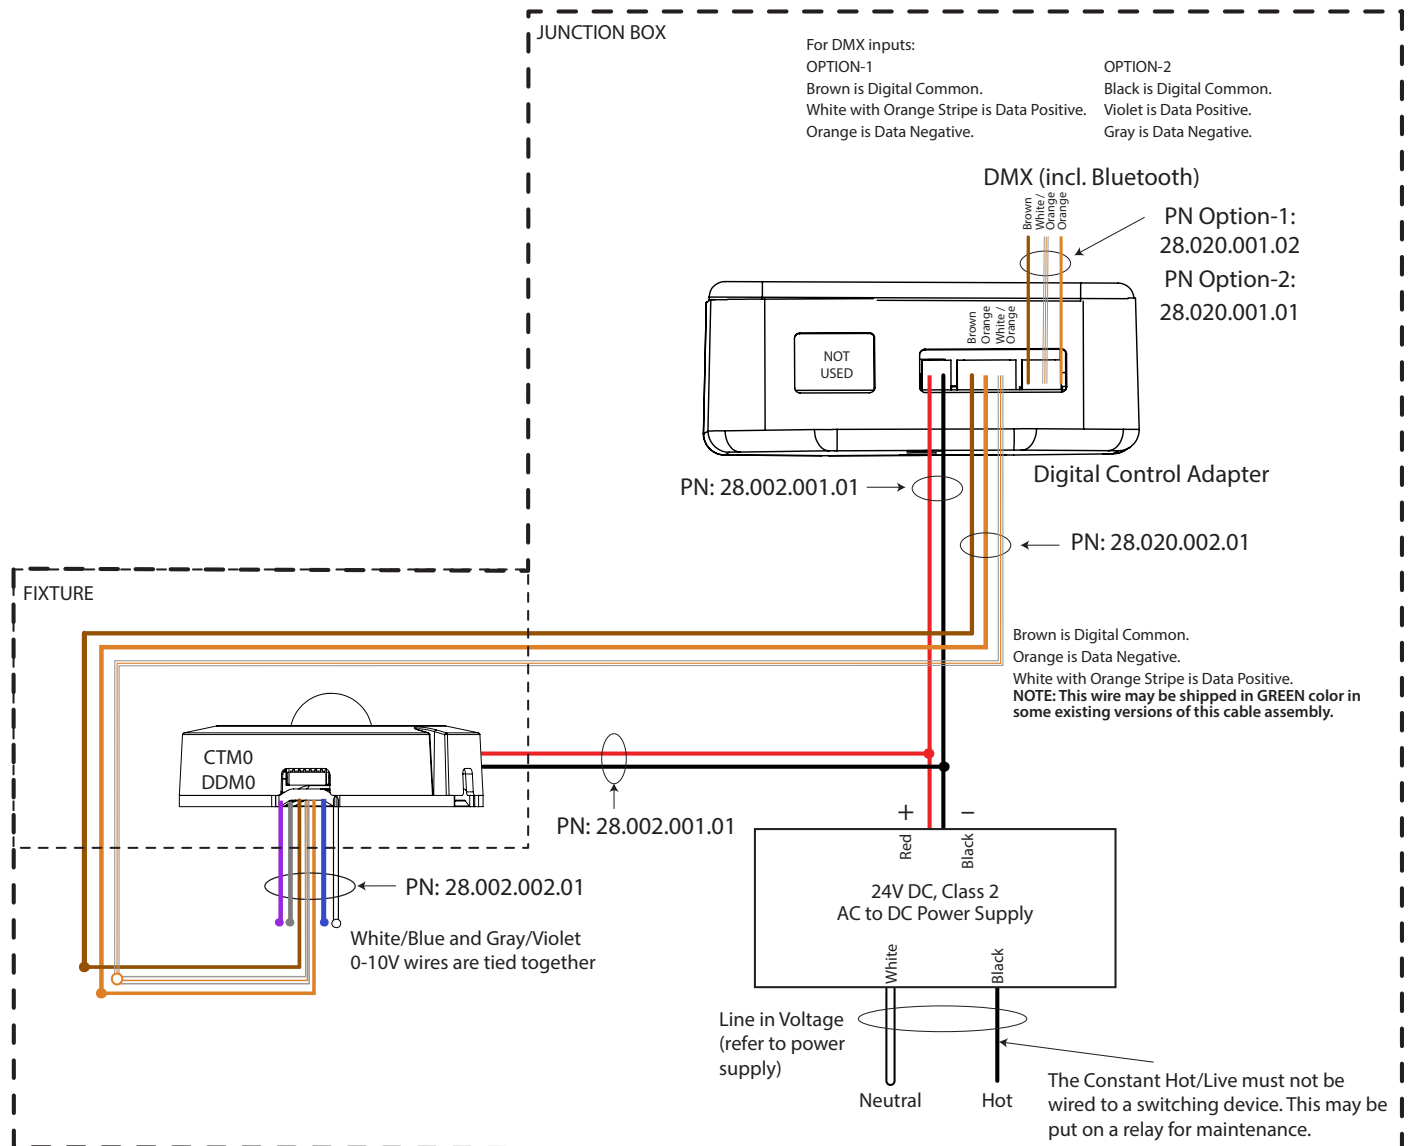 JUNCTION BOX
For DMX inputs:
OPTION-1
Brown is Digital Common.
White with Orange Stripe is Data Positive.
Orange is Data Negative.
OPTION-2
Black is Digital Common.
Violet is Data Positive.
Gray is Data Negative.
DMX (incl. Bluetooth)
Brown
White /
Orange
Orange
PN Option-1:
28.020.001.02
PN Option-2:
28.020.001.01
Brown
Orange
White /
Orange
NOT
USED
Digital Control Adapter
PN: 28.002.001.01
PN: 28.020.002.01
FIXTURE
Brown is Digital Common.
Orange is Data Negative.
White with Orange Stripe is Data Positive.
NOTE: This wire may be shipped in GREEN color in
some existing versions of this cable assembly.
CTM0
DDM0
PN: 28.002.001.01
+
−
Red
Black
24V DC, Class 2
AC to DC Power Supply
White
Black
PN: 28.002.002.01
White/Blue and Gray/Violet
0-10V wires are tied together
Line in Voltage
(refer to power
supply)
Neutral
Hot
The Constant Hot/Live must not be
wired to a switching device. This may be
put on a relay for maintenance.